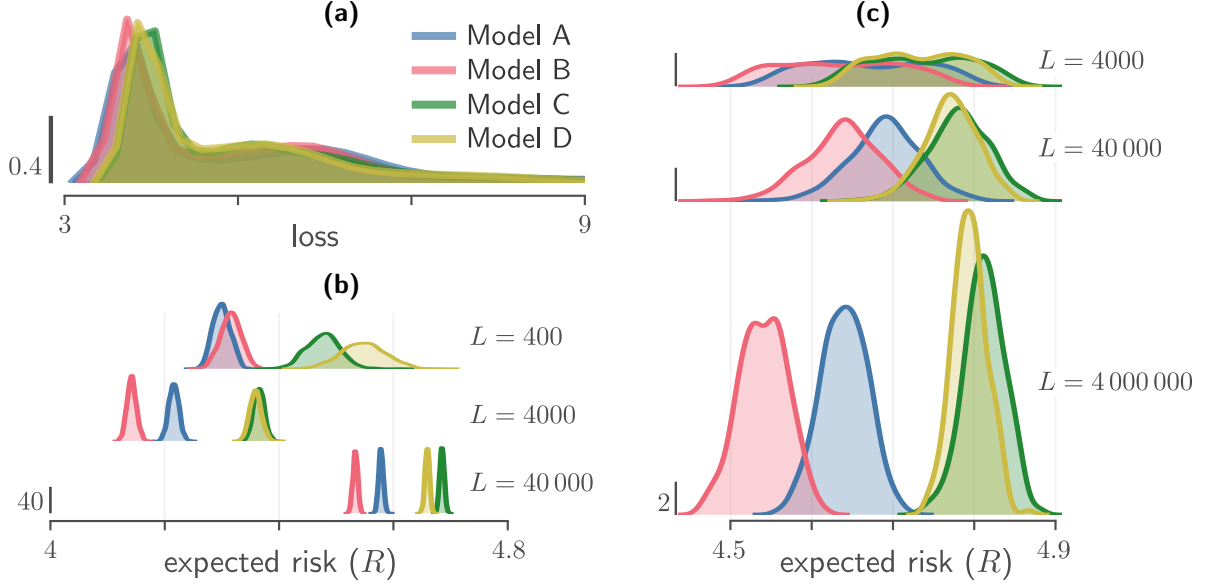 (a)
Model A
Model B
Model C
Model D
0.4
3
9
loss
(b)
L = 400
L = 4000
L = 40 000
40
4
4.8
expected risk (R)
(c)
L = 4000
L = 40 000
L = 4 000 000
2
4.5
4.9
expected risk (R)